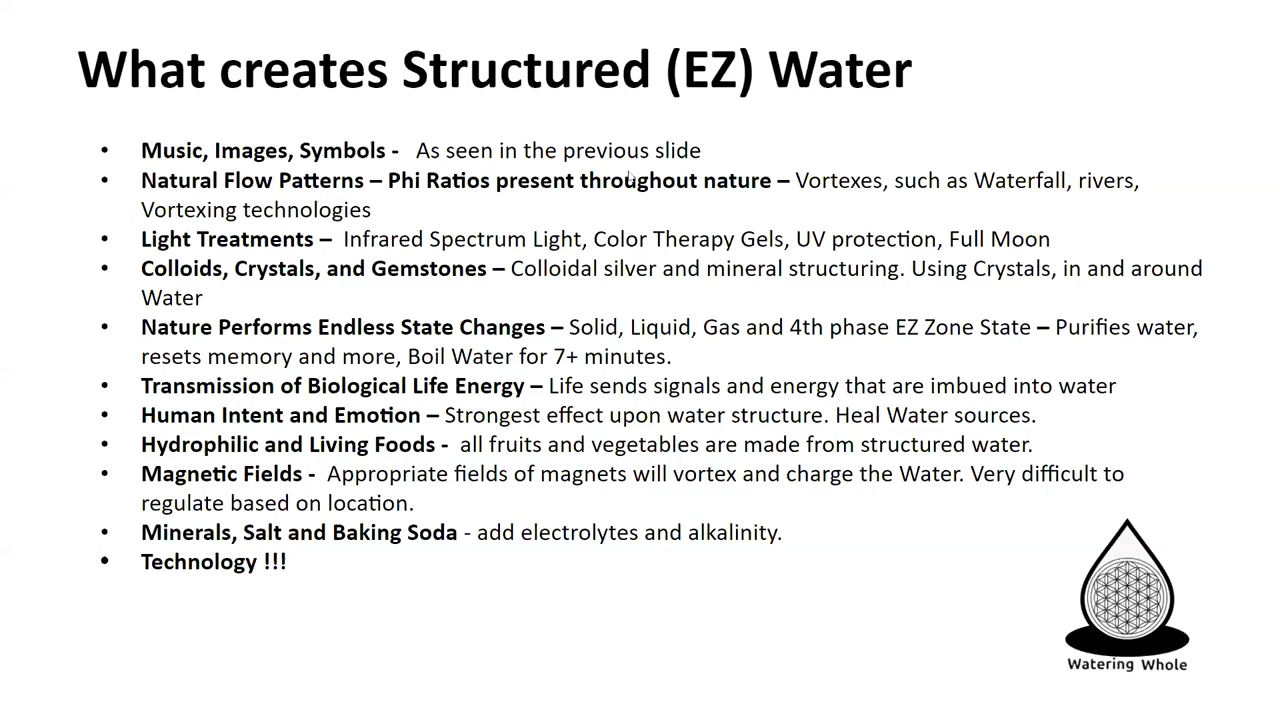 What creates Structured (EZ) Water
• Music, Images, Symbols - As seen in the previous slide
• Natural Flow Patterns – Phi Ratios present throughout nature – Vortexes, such as Waterfall, rivers,
Vortexing technologies
• Light Treatments – Infrared Spectrum Light, Color Therapy Gels, UV protection, Full Moon
• Colloids, Crystals, and Gemstones – Colloidal silver and mineral structuring. Using Crystals, in and around
Water
• Nature Performs Endless State Changes – Solid, Liquid, Gas and 4th phase EZ Zone State – Purifies water,
resets memory and more, Boil Water for 7+ minutes.
• Transmission of Biological Life Energy – Life sends signals and energy that are imbued into water
• Human Intent and Emotion – Strongest effect upon water structure. Heal Water sources.
• Hydrophilic and Living Foods - all fruits and vegetables are made from structured water.
• Magnetic Fields - Appropriate fields of magnets will vortex and charge the Water. Very difficult to
regulate based on location.
• Minerals, Salt and Baking Soda - add electrolytes and alkalinity.
• Technology !!!
Watering Whole